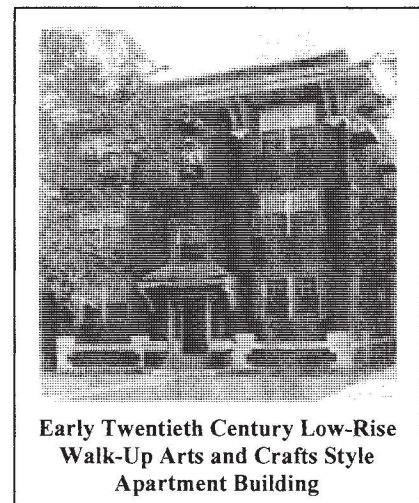 Early Twentieth Century Low-Rise
Walk-Up Arts and Crafts Style
Apartment Building